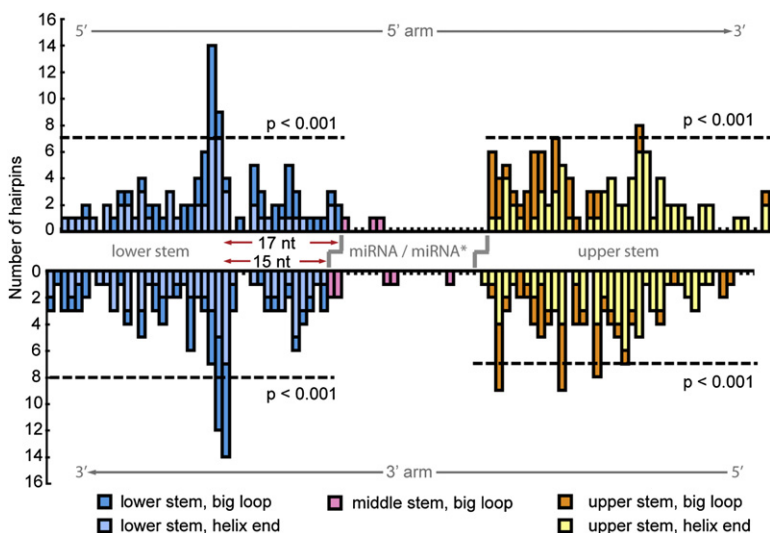 16
5′ 5′ arm 3′
14
12
10
8
p < 0.001 p < 0.001
6
4
2
0
Number of hairpins
17 nt
lower stem miRNA / miRNA* upper stem
15 nt
0
2
4
6
8
p < 0.001 p < 0.001
10
12
14
3′ 3′ arm 5′
16
lower stem, big loop middle stem, big loop upper stem, big loop
lower stem, helix end upper stem, helix end